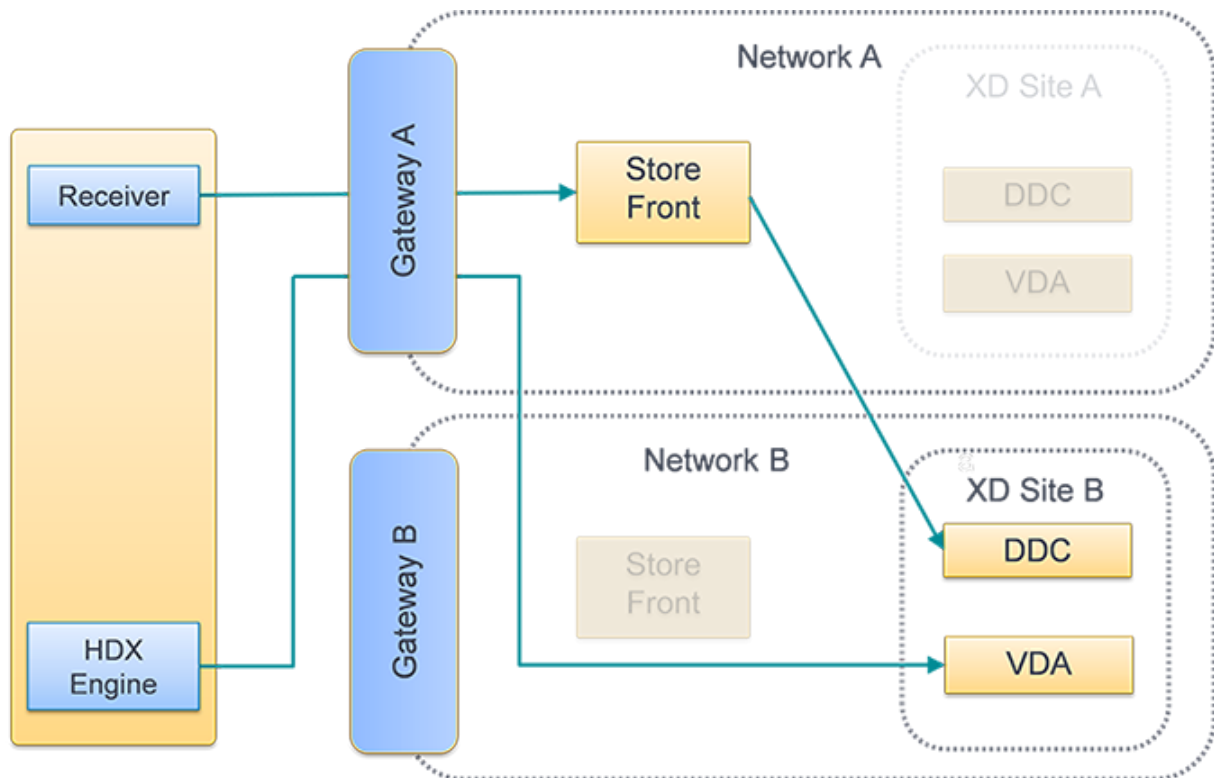 Network A
XD Site A
Gateway A
Receiver
Store
Front
DDC
VDA
Network B
XD Site B
Gateway B
Store
Front
DDC
HDX
Engine
VDA